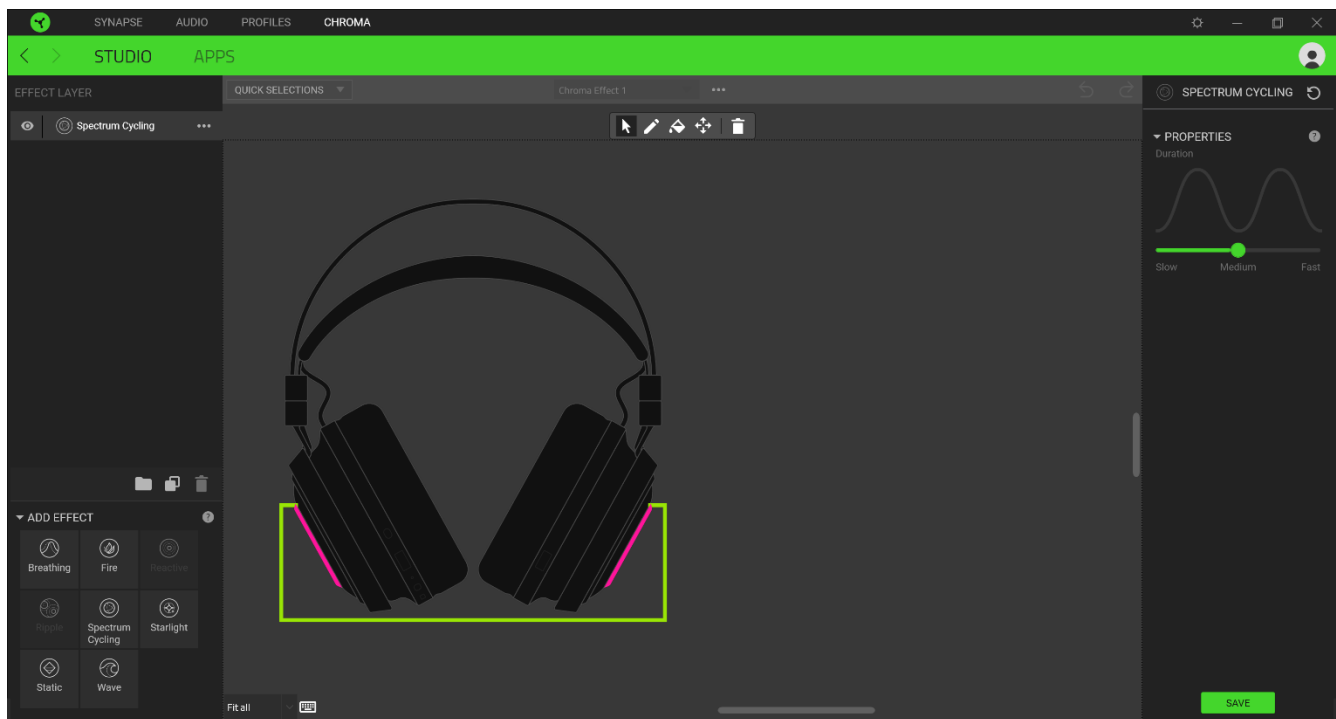 SYNAPSE AUDIO PROFILES CHROMA
STUDIO APPS
EFFECT LAYER
QUICK SELECTIONS
Chroma Effect 1
SPECTRUM CYCLING
Spectrum Cycling
PROPERTIES
Duration
Slow Medium Fast
ADD EFFECT
Breathing Fire Reactive
Ripple Spectrum Cycling Starlight
Static Wave
Fit all
SAVE